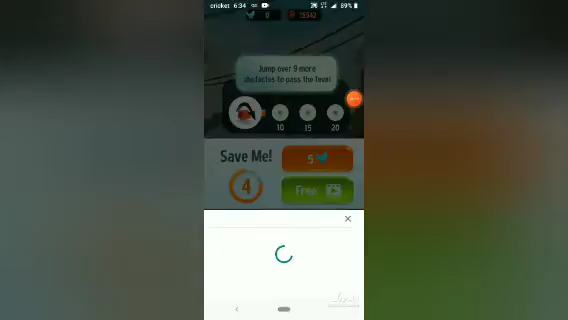 cricket 6:34 89%
0 15942
Jump over 9 more
obstacles to pass the level
10 15 20
Save Me! 5
4 Free